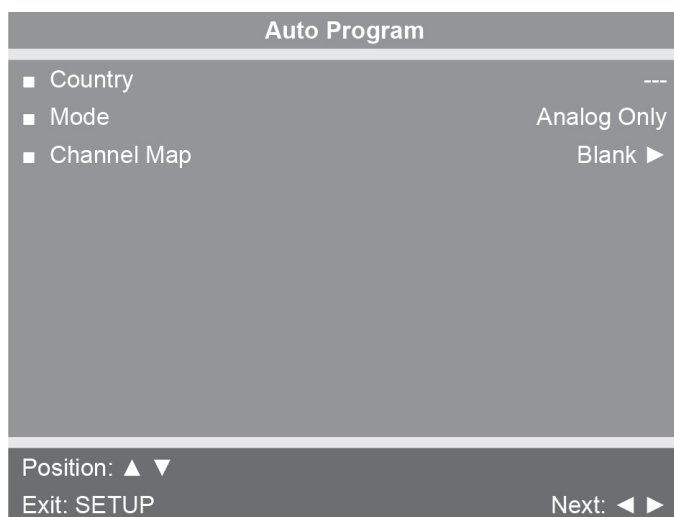 Auto Program
■ Country ---
■ Mode Analog Only
■ Channel Map Blank ►
Position: ▲ ▼
Exit: SETUP Next: ◄ ►